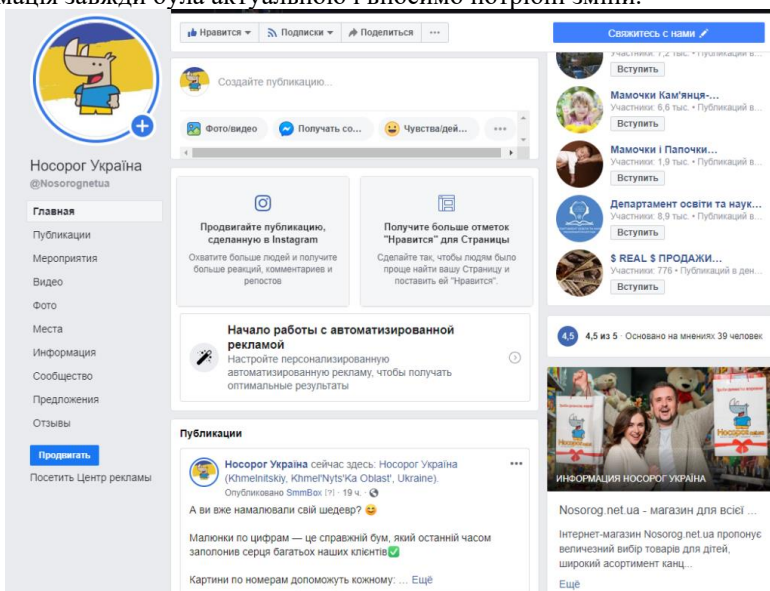 мація завжди була актуальною і вносимо потрібні зміни.
Нравится
Подписки
Поделиться
Создайте публикацию...
Фото/видео
Получать со...
Чувства/дей...
Носорог Україна
@Nosorognetua
Главная
Публикации
Мероприятия
Видео
Фото
Места
Информация
Сообщество
Предложения
Отзывы
Продвигать
Посетить Центр рекламы
Продвигайте публикацию,
сделанную в Instagram
Охватите больше людей и получите
больше реакций, комментариев и
репостов
Получите больше отметок
"Нравится" для Страницы
Сделайте так, чтобы людям было
проще найти вашу Страницу и
поставить ей "Нравится".
Начало работы с автоматизированной
рекламой
Настройте персонализированную
автоматизированную рекламу, чтобы получать
оптимальные результаты
Публикации
Носорог Україна сейчас здесь: Носорог Україна
(Khmelnitskiy, Khmel'Nyts'Ka Oblast', Ukraine).
Опубликовано SmmBox [?] · 19 ч. ·
А ви вже намалювали свій шедевр? 😄
Малюнки по цифрам — це справжній бум, який останній часом
заполонив серця багатьох наших клієнтів✅
Картини по номерам допоможуть кожному: ... Ещё
Свяжитесь с нами
Участники: 7,2 тыс. • Публикаций в...
Вступить
Мамочки Кам'янця-...
Участники: 6,6 тыс. • Публикаций в...
Вступить
Мамочки і Папочки...
Участники: 1,9 тыс. • Публикаций в...
Вступить
Департамент освіти та наук...
Участники: 8,9 тыс. • Публикаций в...
Вступить
$ REAL $ ПРОДАЖИ...
Участники: 776 • Публикаций в ден...
Вступить
4,5
4,5 из 5 · Основано на мнениях 39 человек
Носорог
Носорог
ИНФОРМАЦИЯ НОСОРОГ УКРАЇНА
Nosorog.net.ua - магазин для всієї ...
Інтернет-магазин Nosorog.net.ua пропонує
величезний вибір товарів для дітей,
широкий асортимент канц...
Ещё